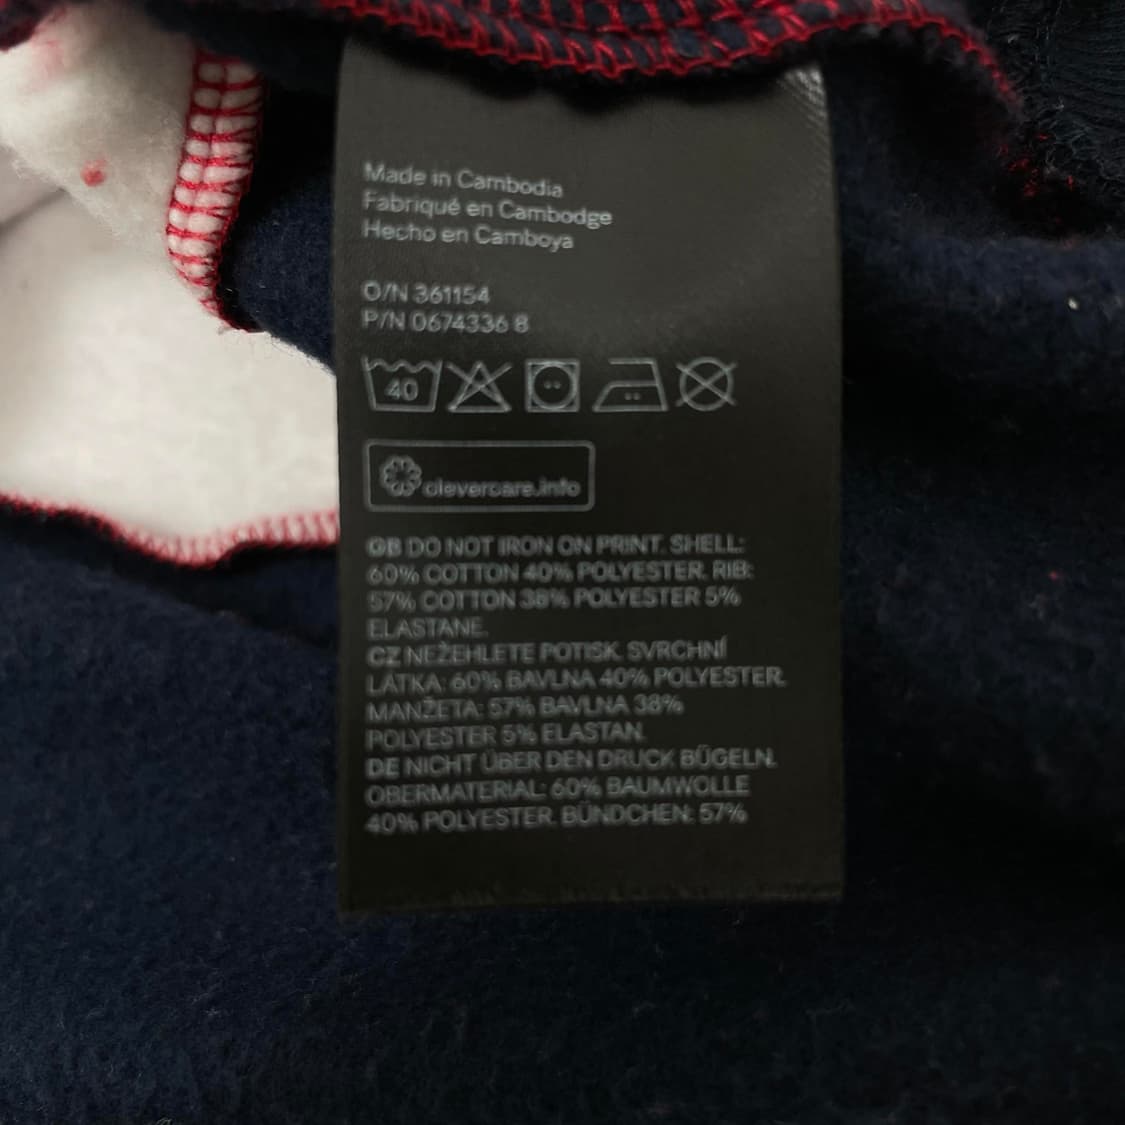 Made in Cambodia
Fabriqué en Cambodge
Hecho en Camboya
O/N 361154
P/N 0674336 8
40
clevercare.info
GB DO NOT IRON ON PRINT. SHELL:
60% COTTON 40% POLYESTER. RIB:
57% COTTON 38% POLYESTER 5%
ELASTANE.
CZ NEŽEHLETE POTISK. SVRCHNÍ
LÁTKA: 60% BAVLNA 40% POLYESTER.
MANŽETA: 57% BAVLNA 38%
POLYESTER 5% ELASTAN.
DE NICHT ÜBER DEN DRUCK BÜGELN.
OBERMATERIAL: 60% BAUMWOLLE
40% POLYESTER. BÜNDCHEN: 57%